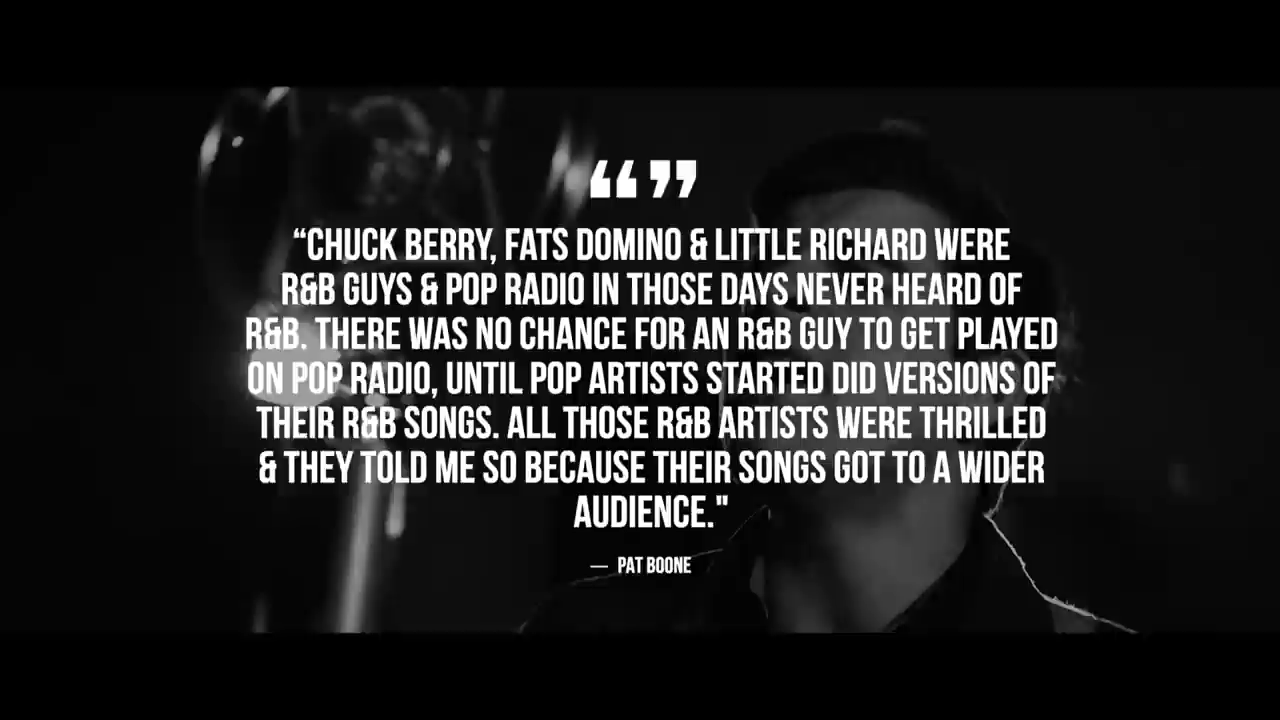 “”
“CHUCK BERRY, FATS DOMINO & LITTLE RICHARD WERE
R&B GUYS & POP RADIO IN THOSE DAYS NEVER HEARD OF
R&B. THERE WAS NO CHANCE FOR AN R&B GUY TO GET PLAYED
ON POP RADIO, UNTIL POP ARTISTS STARTED DID VERSIONS OF
THEIR R&B SONGS. ALL THOSE R&B ARTISTS WERE THRILLED
& THEY TOLD ME SO BECAUSE THEIR SONGS GOT TO A WIDER
AUDIENCE."
— PAT BOONE